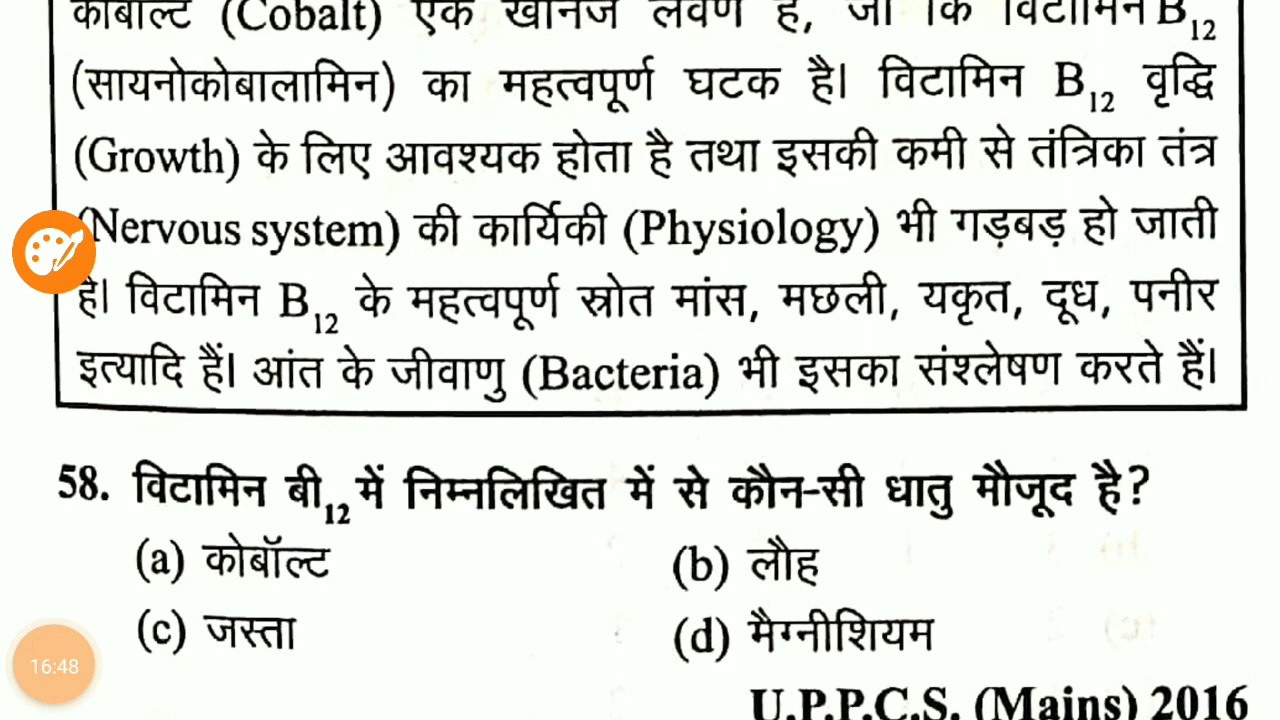 कोबाल्ट (Cobalt) एक खनिज लवण है, जो कि विटामिन B12
(सायनोकोबालामिन) का महत्वपूर्ण घटक है। विटामिन B12 वृद्धि
(Growth) के लिए आवश्यक होता है तथा इसकी कमी से तंत्रिका तंत्र
(Nervous system) की कार्यिकी (Physiology) भी गड़बड़ हो जाती
है। विटामिन B12 के महत्वपूर्ण स्रोत मांस, मछली, यकृत, दूध, पनीर
इत्यादि हैं। आंत के जीवाणु (Bacteria) भी इसका संश्लेषण करते हैं।
58. विटामिन बी12 में निम्नलिखित में से कौन-सी धातु मौजूद है?
(a) कोबॉल्ट (b) लौह
(c) जस्ता (d) मैग्नीशियम
16:48
U.P.P.C.S. (Mains) 2016